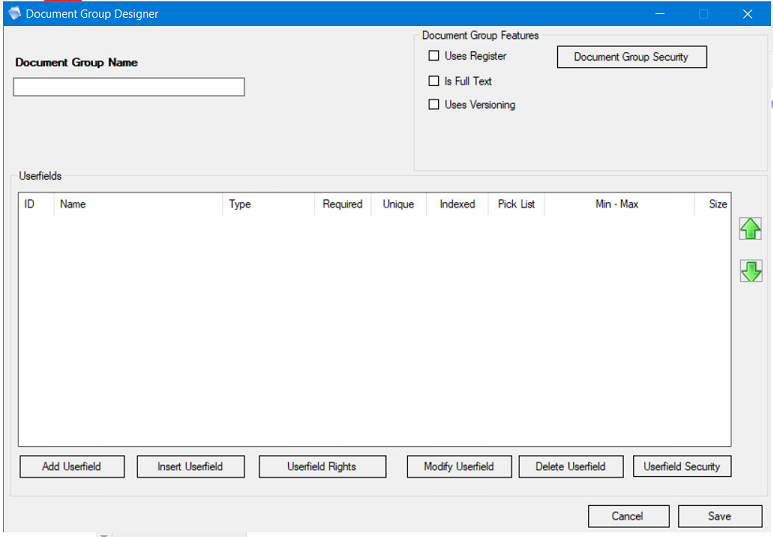 Document Group Designer
Document Group Features
Document Group Name
Uses Register
Document Group Security
Is Full Text
Uses Versioning
Userfields
ID Name Type Required Unique Indexed Pick List Min - Max Size
Add Userfield Insert Userfield Userfield Rights Modify Userfield Delete Userfield Userfield Security
Cancel Save